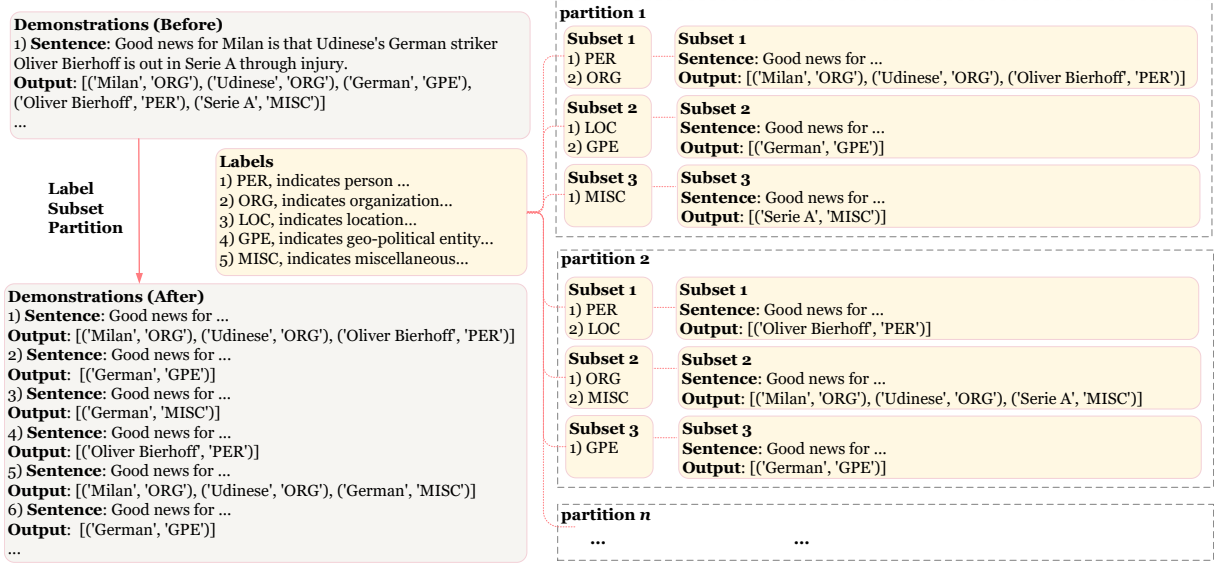 Demonstrations (Before)
1) Sentence: Good news for Milan is that Udinese's German striker
Oliver Bierhoff is out in Serie A through injury.
Output: [('Milan', 'ORG'), ('Udinese', 'ORG'), ('German', 'GPE'),
('Oliver Bierhoff', 'PER'), ('Serie A', 'MISC')]
...
Label
Subset
Partition
Labels
1) PER, indicates person ...
2) ORG, indicates organization...
3) LOC, indicates location...
4) GPE, indicates geo-political entity...
5) MISC, indicates miscellaneous...
Demonstrations (After)
1) Sentence: Good news for ...
Output: [('Milan', 'ORG'), ('Udinese', 'ORG'), ('Oliver Bierhoff', 'PER')]
2) Sentence: Good news for ...
Output: [('German', 'GPE')]
3) Sentence: Good news for ...
Output: [('German', 'MISC')]
4) Sentence: Good news for ...
Output: [('Oliver Bierhoff', 'PER')]
5) Sentence: Good news for ...
Output: [('Milan', 'ORG'), ('Udinese', 'ORG'), ('German', 'MISC')]
6) Sentence: Good news for ...
Output: [('German', 'GPE')]
...
partition 1
Subset 1
1) PER
2) ORG
Subset 1
Sentence: Good news for ...
Output: [('Milan', 'ORG'), ('Udinese', 'ORG'), ('Oliver Bierhoff', 'PER')]
Subset 2
1) LOC
2) GPE
Subset 2
Sentence: Good news for ...
Output: [('German', 'GPE')]
Subset 3
1) MISC
Subset 3
Sentence: Good news for ...
Output: [('Serie A', 'MISC')]
partition 2
Subset 1
1) PER
2) LOC
Subset 1
Sentence: Good news for ...
Output: [('Oliver Bierhoff', 'PER')]
Subset 2
1) ORG
2) MISC
Subset 2
Sentence: Good news for ...
Output: [('Milan', 'ORG'), ('Udinese', 'ORG'), ('Serie A', 'MISC')]
Subset 3
1) GPE
Subset 3
Sentence: Good news for ...
Output: [('German', 'GPE')]
partition n
... ...